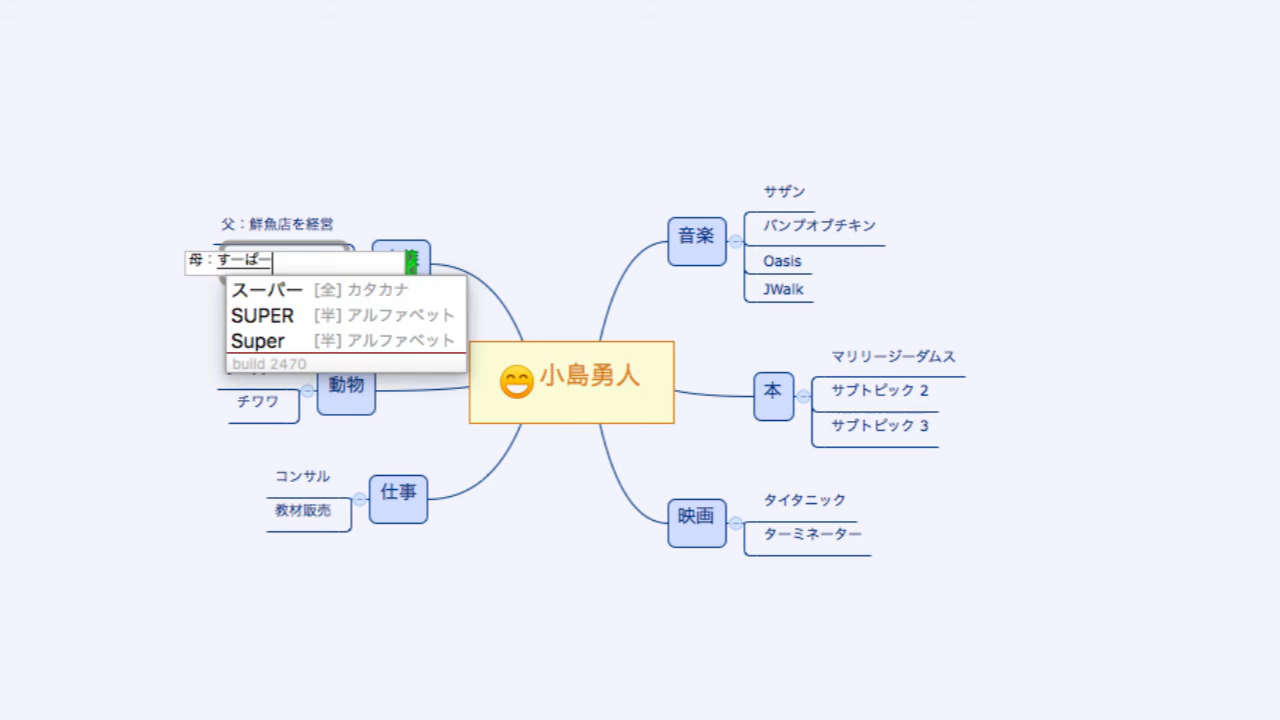 父：鮮魚店を経営
母：すーぱー
スーパー [全] カタカナ
SUPER [半] アルファベット
Super [半] アルファベット
build 2470
動物
チワワ
コンサル
教材販売
仕事
小島勇人
音楽
サザン
バンプオブチキン
Oasis
JWalk
本
マリリージーダムス
サブトピック 2
サブトピック 3
映画
タイタニック
ターミネーター